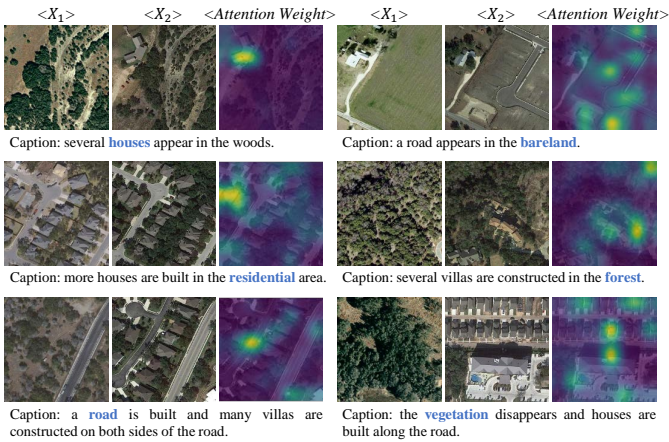 <X₁> <X₂> <Attention Weight> <X₁> <X₂> <Attention Weight>
Caption: several houses appear in the woods.
Caption: a road appears in the bareland.
Caption: more houses are built in the residential area.
Caption: several villas are constructed in the forest.
Caption: a road is built and many villas are
constructed on both sides of the road.
Caption: the vegetation disappears and houses are
built along the road.